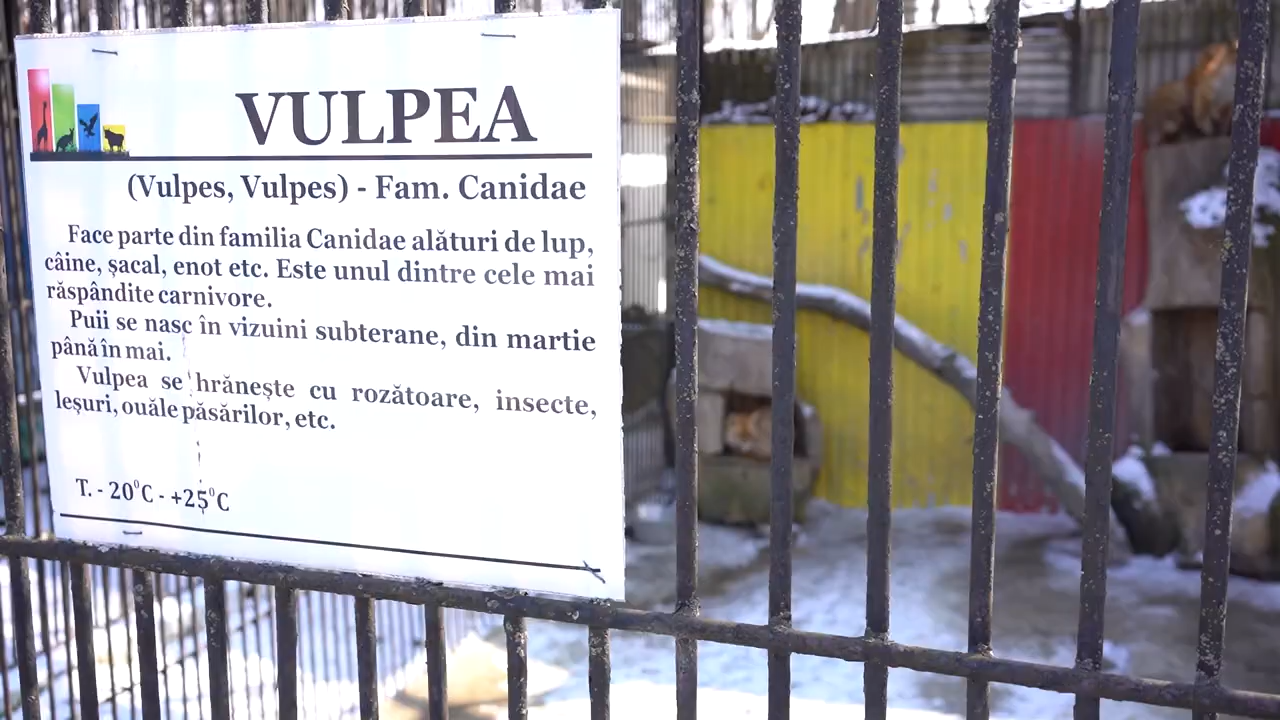 VULPEA
(Vulpes, Vulpes) - Fam. Canidae
Face parte din familia Canidae alături de lup,
câine, șacal, enot etc. Este unul dintre cele mai
răspândite carnivore.
Puii se nasc în vizuini subterane, din martie
până în mai.
Vulpea se hrănește cu rozătoare, insecte,
leșuri, ouăle păsărilor, etc.
T. - 20⁰C - +25⁰C